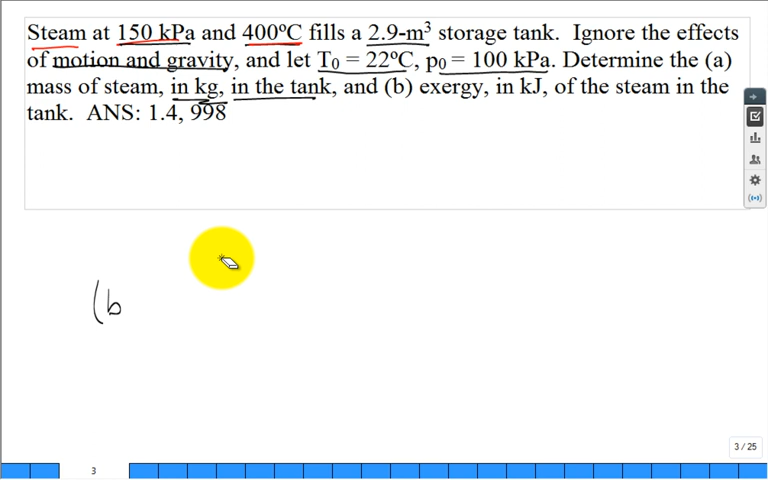 Steam at 150 kPa and 400ºC fills a 2.9-m³ storage tank. Ignore the effects
of motion and gravity, and let T₀ = 22ºC, p₀ = 100 kPa. Determine the (a)
mass of steam, in kg, in the tank, and (b) exergy, in kJ, of the steam in the
tank. ANS: 1.4, 998
(b
3 / 25
3